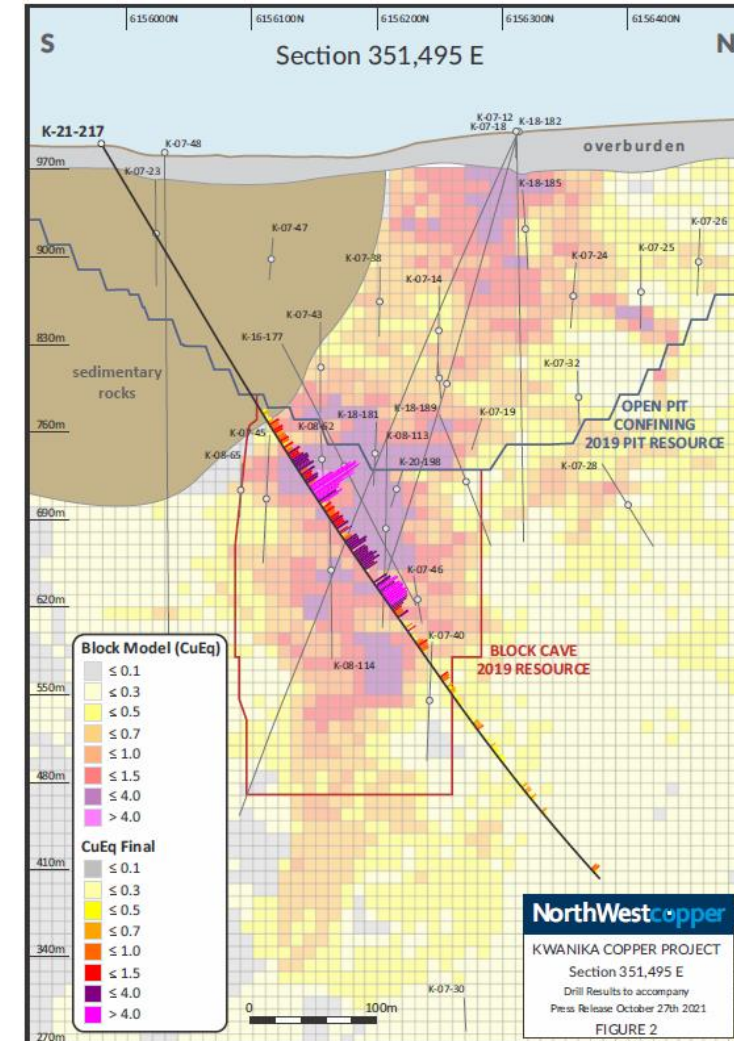 6156000N
6156100N
6156200N
6156300N
6156400N
S
N
Section 351,495 E
K-07-12
K-18-182
K-07-18
K-21-217
K-07-48
overburden
970m
K-07-23
K-18-185
K-07-47
K-07-26
900m
K-07-38
K-07-24
K-07-25
K-07-14
K-07-43
830m
K-16-177
sedimentary
rocks
K-07-32
K-18-181
K-18-189
K-07-19
OPEN PIT
CONFINING
2019 PIT RESOURCE
760m
K-07-45
K-08-62
K-08-113
K-08-65
K-20-198
K-07-28
690m
K-07-46
620m
K-07-40
BLOCK CAVE
2019 RESOURCE
K-08-114
550m
480m
410m
340m
270m
Block Model (CuEq)
≤ 0.1
≤ 0.3
≤ 0.5
≤ 0.7
≤ 1.0
≤ 1.5
≤ 4.0
> 4.0
CuEq Final
≤ 0.1
≤ 0.3
≤ 0.5
≤ 0.7
≤ 1.0
≤ 1.5
≤ 4.0
> 4.0
K-07-30
0 100m
NorthWestcopper
KWANIKA COPPER PROJECT
Section 351,495 E
Drill Results to accompany
Press Release October 27th 2021
FIGURE 2